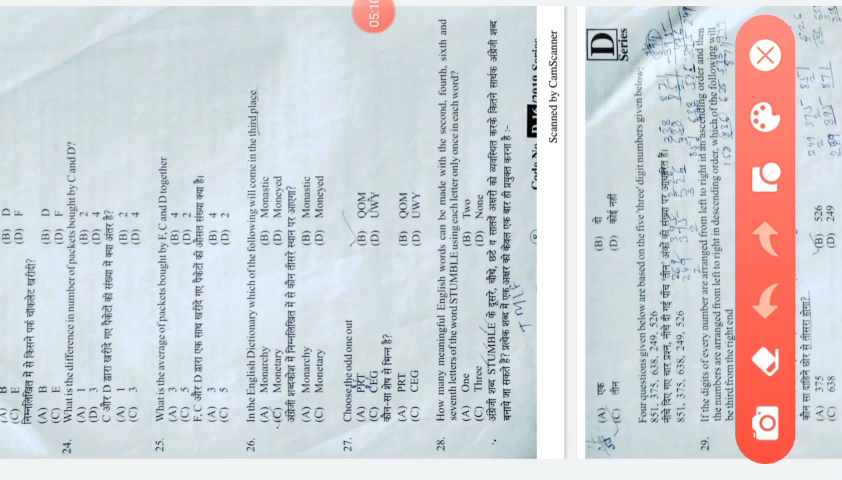 (A) B (B) D
(C) E (D) F
निम्नलिखित में से किसने पर्क चॉकलेट खरीदी?
(A) B (B) D
(C) E (D) F
24. What is the difference in number of packets bought by C and D?
(A) 1 (B) 2
(D) 3 (D) 4
C और D द्वारा खरीदे गए पैकेटों की संख्या में क्या अंतर है?
(A) 1 (B) 2
(C) 3 (D) 4
25. What is the average of packets bought by F, C and D together
(A) 3 (B) 4
(C) 5 (D) 2
F, C और D द्वारा एक साथ खरीदे गए पैकेटों की औसत संख्या क्या है।
(A) 3 (B) 4
(C) 5 (D) 2
26. In the English Dictionary which of the following will come in the third place
(A) Monarchy (B) Monastic
(C) Monetary (D) Moneyed
अंग्रेजी शब्दकोश में निम्नलिखित में से कौन तीसरे स्थान पर आएगा?
(A) Monarchy (B) Monastic
(C) Monetary (D) Moneyed
27. Choose the odd one out
(A) PRT (B) QOM
(C) CEG (D) UWY
कौन-सा शेष से भिन्न है?
(A) PRT (B) QOM
(C) CEG (D) UWY
28. How many meaningful English words can be made with the second, fourth, sixth and
seventh letters of the word STUMBLE using each letter only once in each word?
(A) One (B) Two
(C) Three (D) None
अंग्रेजी शब्द STUMBLE के दूसरे, चौथे, छटे व सातवें अक्षरों को व्यवस्थित करके कितने सार्थक अंग्रेजी शब्द
बनाये जा सकते हैं? प्रत्येक शब्द में एक अक्षर को केवल एक बार ही प्रयुक्त करना है :-
TMLE
Scanned by CamScanner
05:10
D
Series
(A) एक (B) दो
(C) तीन (D) कोई नहीं
Four questions given below are based on the five 'three' digit numbers given below:
851, 375, 638, 249, 526
नीचे दिए गए चार प्रश्न, नीचे दी गई पाँच 'तीन' अंकों की संख्या पर आधारित हैं।
851, 375, 638, 249, 526
29. If the digits of every number are arranged from left to right in an ascending order and then
the numbers are arranged from left to right in descending order, which of the following will
be third from the right end
कौन सा दाहिने छोर से तीसरा होगा?
(A) 375 (B) 526
(C) 638 (D) 249